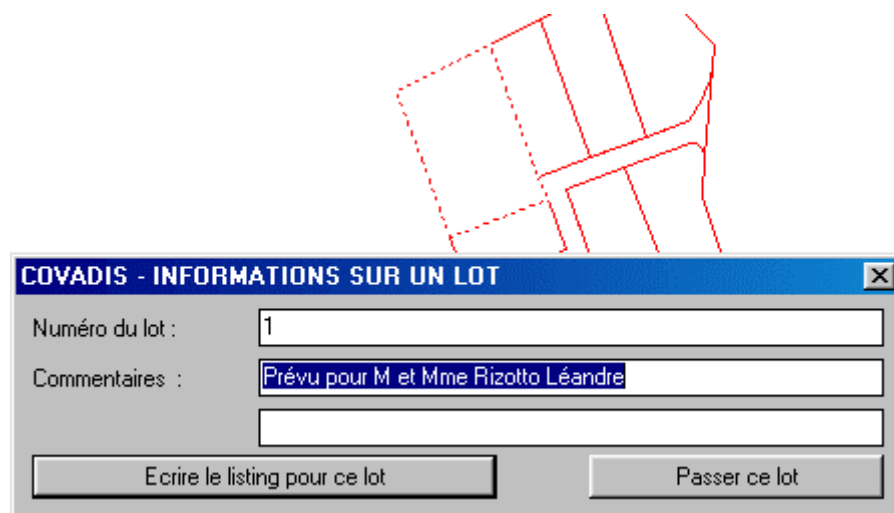 COVADIS - INFORMATIONS SUR UN LOT
Numéro du lot : 1
Commentaires : Prévu pour M et Mme Rizotto Léandre
Ecrire le listing pour ce lot Passer ce lot